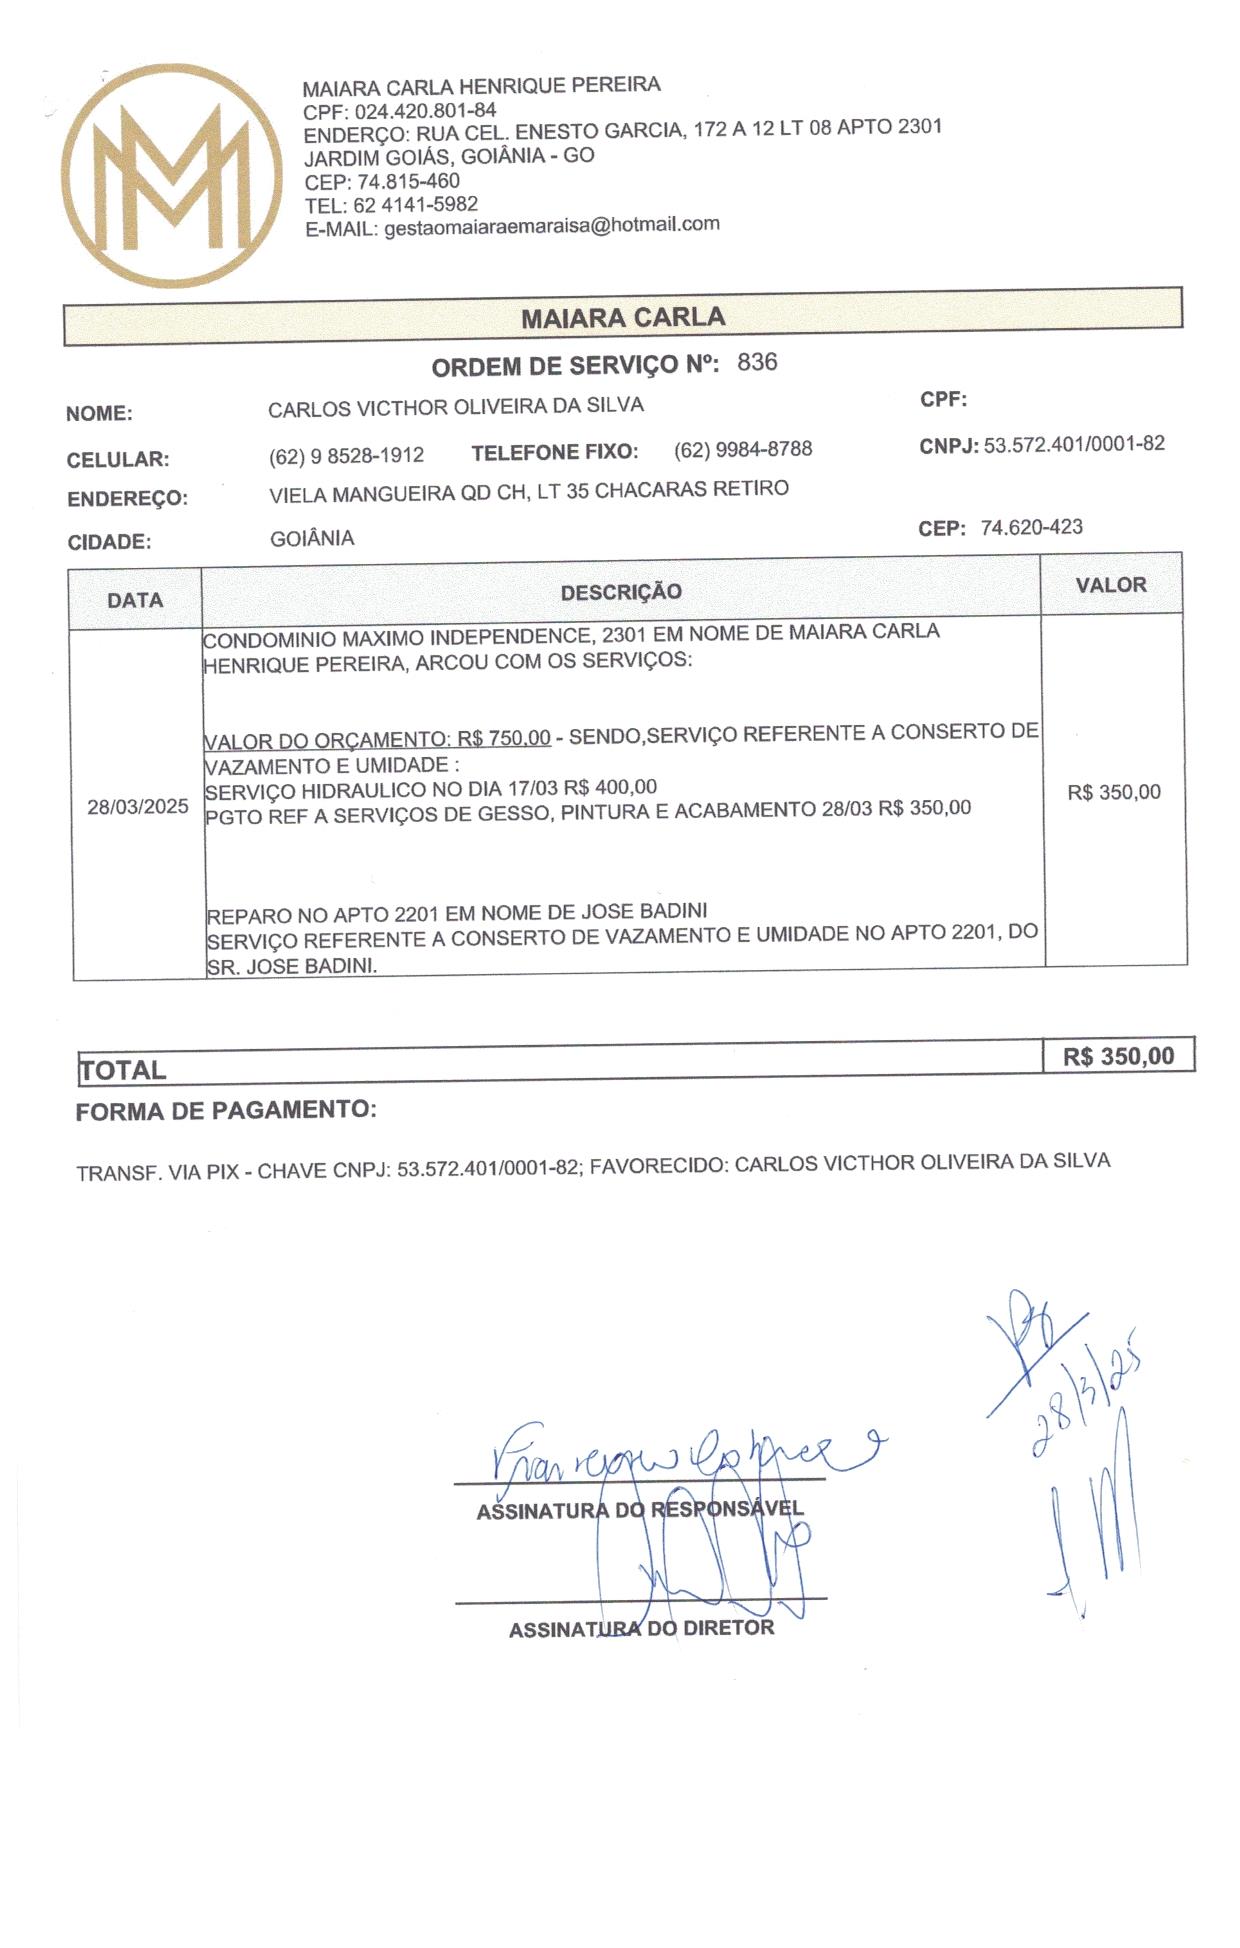 MAIARA CARLA HENRIQUE PEREIRA
CPF: 024.420.801-84
ENDERÇO: RUA CEL. ENESTO GARCIA, 172 A 12 LT 08 APTO 2301
JARDIM GOIÁS, GOIÂNIA - GO
CEP: 74.815-460
TEL: 62 4141-5982
E-MAIL: gestaomaiaraemaraisa@hotmail.com
MAIARA CARLA
ORDEM DE SERVIÇO Nº: 836
NOME: CARLOS VICTHOR OLIVEIRA DA SILVA CPF:
CELULAR: (62) 9 8528-1912 TELEFONE FIXO: (62) 9984-8788 CNPJ: 53.572.401/0001-82
ENDEREÇO: VIELA MANGUEIRA QD CH, LT 35 CHACARAS RETIRO
CIDADE: GOIÂNIA CEP: 74.620-423
DATA DESCRIÇÃO VALOR
CONDOMINIO MAXIMO INDEPENDENCE, 2301 EM NOME DE MAIARA CARLA
HENRIQUE PEREIRA, ARCOU COM OS SERVIÇOS:
VALOR DO ORÇAMENTO: R$ 750,00 - SENDO,SERVIÇO REFERENTE A CONSERTO DE
VAZAMENTO E UMIDADE :
SERVIÇO HIDRAULICO NO DIA 17/03 R$ 400,00
28/03/2025 PGTO REF A SERVIÇOS DE GESSO, PINTURA E ACABAMENTO 28/03 R$ 350,00 R$ 350,00
REPARO NO APTO 2201 EM NOME DE JOSE BADINI
SERVIÇO REFERENTE A CONSERTO DE VAZAMENTO E UMIDADE NO APTO 2201, DO
SR. JOSE BADINI.
TOTAL R$ 350,00
FORMA DE PAGAMENTO:
TRANSF. VIA PIX - CHAVE CNPJ: 53.572.401/0001-82; FAVORECIDO: CARLOS VICTHOR OLIVEIRA DA SILVA
28/3/25
ASSINATURA DO RESPONSÁVEL
ASSINATURA DO DIRETOR